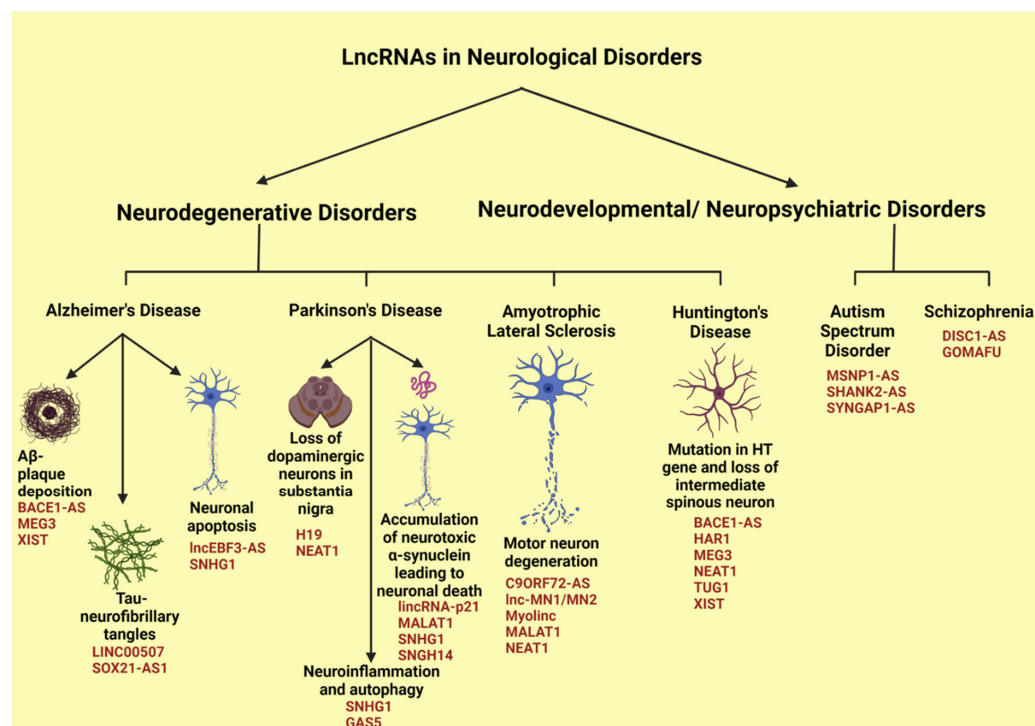 LncRNAs in Neurological Disorders
Neurodegenerative Disorders
Neurodevelopmental/ Neuropsychiatric Disorders
Alzheimer's Disease
Aβ-
plaque
deposition
BACE1-AS
MEG3
XIST
Tau-
neurofibrillary
tangles
LINC00507
SOX21-AS1
Neuronal
apoptosis
lncEBF3-AS
SNHG1
Parkinson's Disease
Loss of
dopaminergic
neurons in
substantia
nigra
H19
NEAT1
Accumulation
of neurotoxic
α-synuclein
leading to
neuronal death
lincRNA-p21
MALAT1
SNHG1
SNGH14
Neuroinflammation
and autophagy
SNHG1
GAS5
Amyotrophic
Lateral Sclerosis
Motor neuron
degeneration
C9ORF72-AS
lnc-MN1/MN2
Myolinc
MALAT1
NEAT1
Huntington's
Disease
Mutation in HT
gene and loss of
intermediate
spinous neuron
BACE1-AS
HAR1
MEG3
NEAT1
TUG1
XIST
Autism
Spectrum
Disorder
MSNP1-AS
SHANK2-AS
SYNGAP1-AS
Schizophrenia
DISC1-AS
GOMAFU